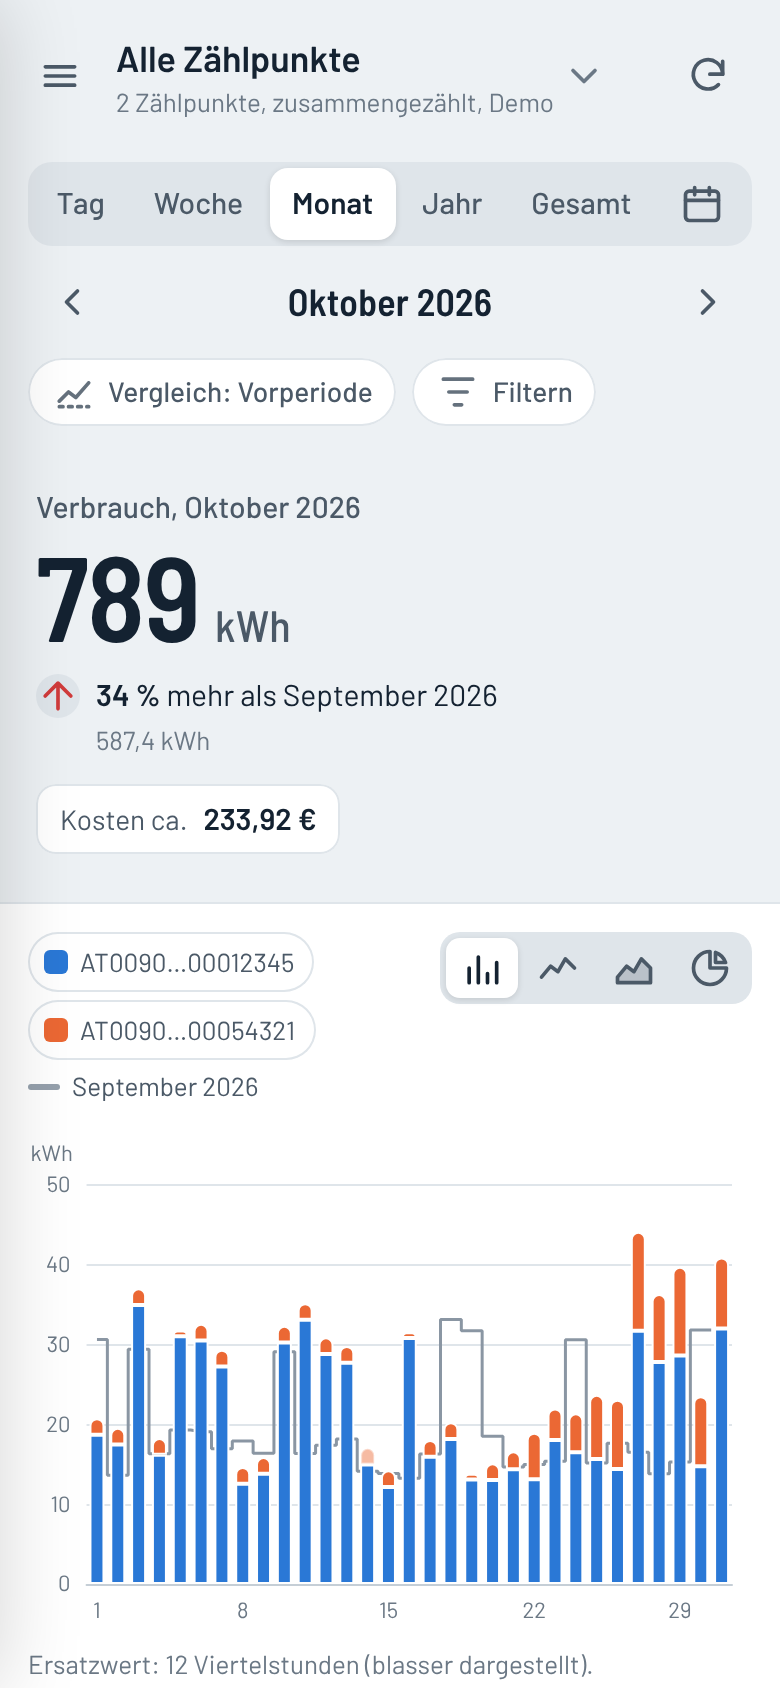 Alle Zählpunkte
2 Zählpunkte, zusammengezählt, Demo
Tag Woche Monat Jahr Gesamt
Oktober 2026
Vergleich: Vorperiode Filtern
Verbrauch, Oktober 2026
789 kWh
34 % mehr als September 2026
587,4 kWh
Kosten ca. 233,92 €
AT0090...00012345
AT0090...00054321
September 2026
kWh
50
40
30
20
10
0
1 8 15 22 29
Ersatzwert: 12 Viertelstunden (blasser dargestellt).